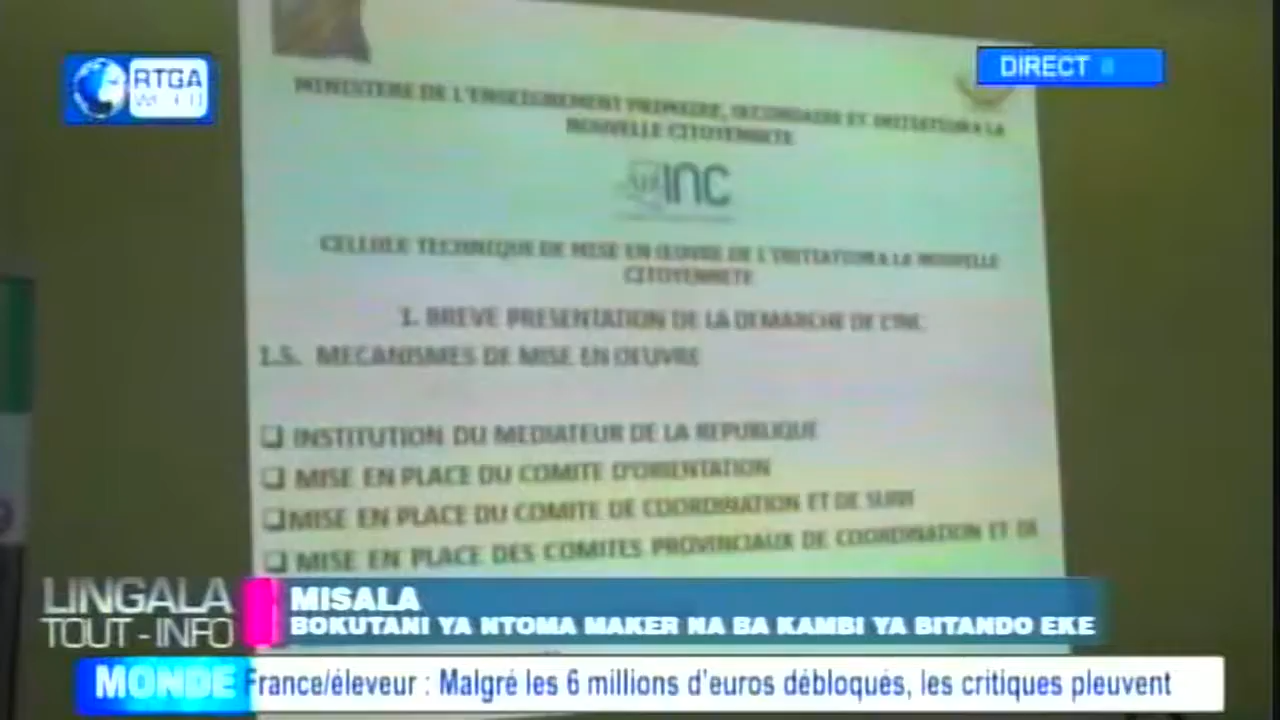 RTGA
WORLD
DIRECT
MINISTERE DE L'ENSEIGNEMENT PRIMAIRE, SECONDAIRE ET INITIATION A LA
NOUVELLE CITOYENNETE
INC
CELLULE TECHNIQUE DE MISE EN ŒUVRE DE L'INITIATION A LA NOUVELLE
CITOYENNETE
1. BREVE PRESENTATION DE LA DEMARCHE DE L'INC
1.5. MECANISMES DE MISE EN OEUVRE
❑ INSTITUTION DU MEDIATEUR DE LA REPUBLIQUE
❑ MISE EN PLACE DU COMITE D'ORIENTATION
❑ MISE EN PLACE DU COMITE DE COORDINATION ET DE SUIVI
❑ MISE EN PLACE DES COMITES PROVINCIAUX DE COORDINATION ET DE
LINGALA
TOUT-INFO
MISALA
BOKUTANI YA NTOMA MAKER NA BA KAMBI YA BITANDO EKE
MONDE
France/éleveur : Malgré les 6 millions d'euros débloqués, les critiques pleuvent